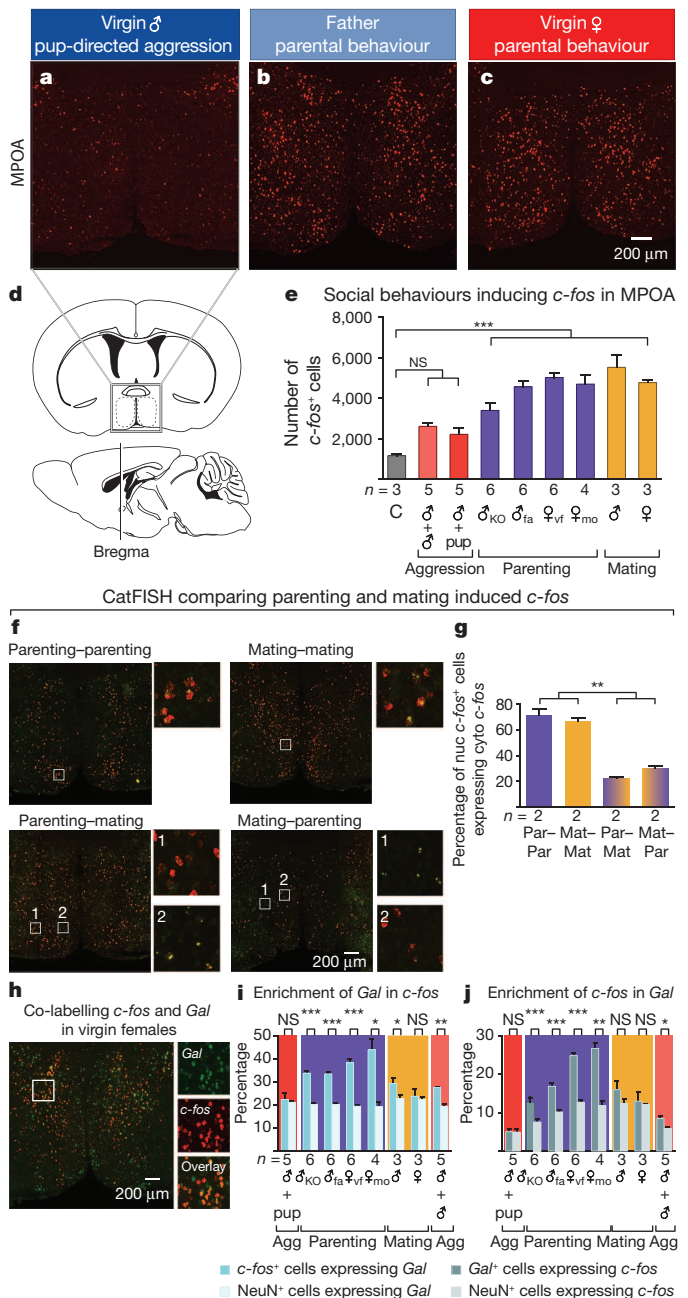 Virgin ♂
pup-directed aggression
Father
parental behaviour
Virgin ♀
parental behaviour
a
b
c
MPOA
200 µm
d
Bregma
e Social behaviours inducing c-fos in MPOA
Number of
c-fos+ cells
8,000
6,000
4,000
2,000
***
NS
n = 3 5 5 6 6 6 4 3 3
C ♂ + ♂ ♂ + pup ♂KO ♂fa ♀vf ♀mo ♂ ♀
Aggression Parenting Mating
CatFISH comparing parenting and mating induced c-fos
f
Parenting–parenting
Mating–mating
Parenting–mating
1
2
1
2
Mating–parenting
1
2
1
2
200 µm
g
Percentage of nuc c-fos+ cells
expressing cyto c-fos
80
60
40
20
**
n = 2 2 2 2
Par–Par Mat–Mat Par–Mat Mat–Par
h
Co-labelling c-fos and Gal
in virgin females
Gal
c-fos
Overlay
200 µm
i Enrichment of Gal in c-fos
Percentage
50
40
30
20
10
NS *** *** *** * * NS **
n = 5 6 6 6 4 3 3 5
♂ + pup ♂KO ♂fa ♀vf ♀mo ♂ ♀ ♂ + ♂
Agg Parenting Mating Agg
j Enrichment of c-fos in Gal
Percentage
30
20
10
NS *** *** *** ** NS NS *
5 6 6 6 4 3 3 5
♂ + pup ♂KO ♂fa ♀vf ♀mo ♂ ♀ ♂ + ♂
Agg Parenting Mating Agg
c-fos+ cells expressing Gal
NeuN+ cells expressing Gal
Gal+ cells expressing c-fos
NeuN+ cells expressing c-fos